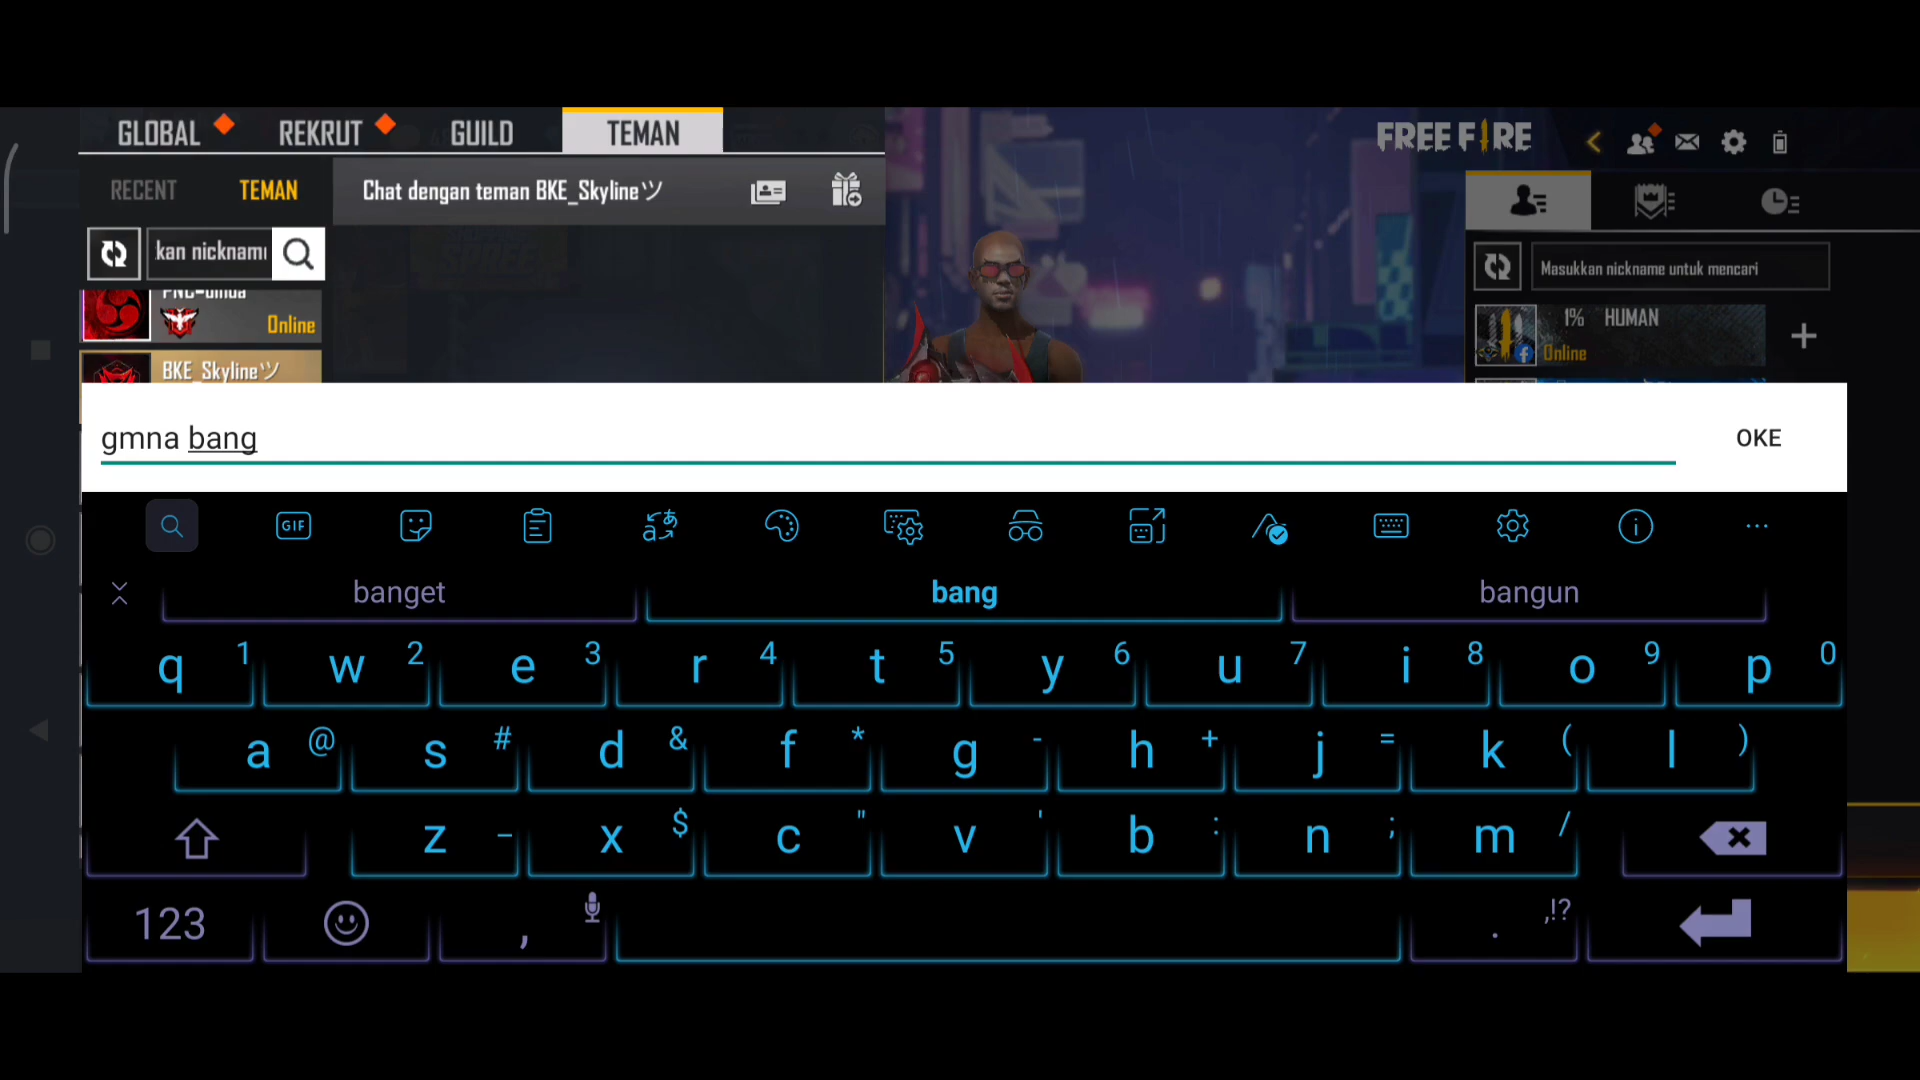 GLOBAL REKRUT GUILD TEMAN
FREE FIRE
RECENT TEMAN
Chat dengan teman BKE_Skylineツ
kan nicknam
Masukkan nickname untuk mencari
Online
BKE_Skylineツ
1% HUMAN
Online
gmna bang
OKE
GIF
banget bang bangun
q 1 w 2 e 3 r 4 t 5 y 6 u 7 i 8 o 9 p 0
a @ s # d & f * g - h + j = k ( l )
z _ x $ c " v ' b : n ; m /
123 , . ,!?